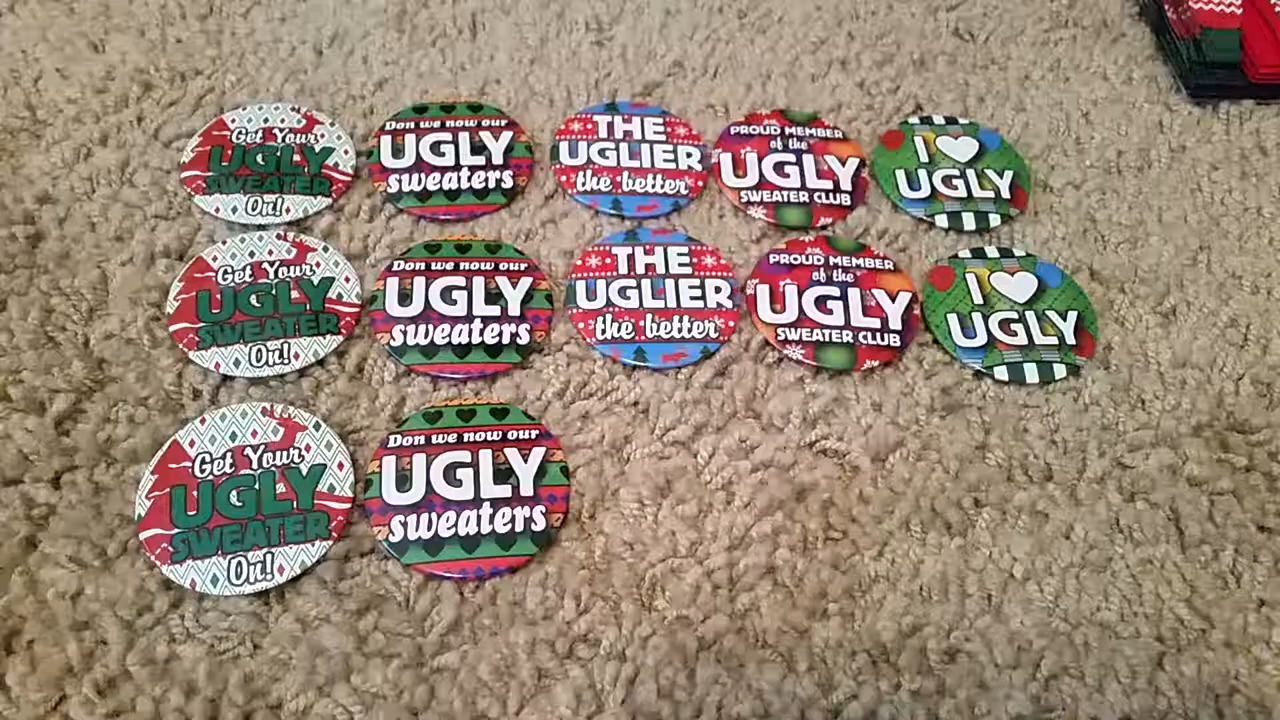 Get Your
UGLY
SWEATER
On!
Don we now our
UGLY
sweaters
THE
UGLIER
the better
PROUD MEMBER
of the
UGLY
SWEATER CLUB
I
UGLY
Get Your
UGLY
SWEATER
On!
Don we now our
UGLY
sweaters
THE
UGLIER
the better
PROUD MEMBER
of the
UGLY
SWEATER CLUB
I
UGLY
Get Your
UGLY
SWEATER
On!
Don we now our
UGLY
sweaters